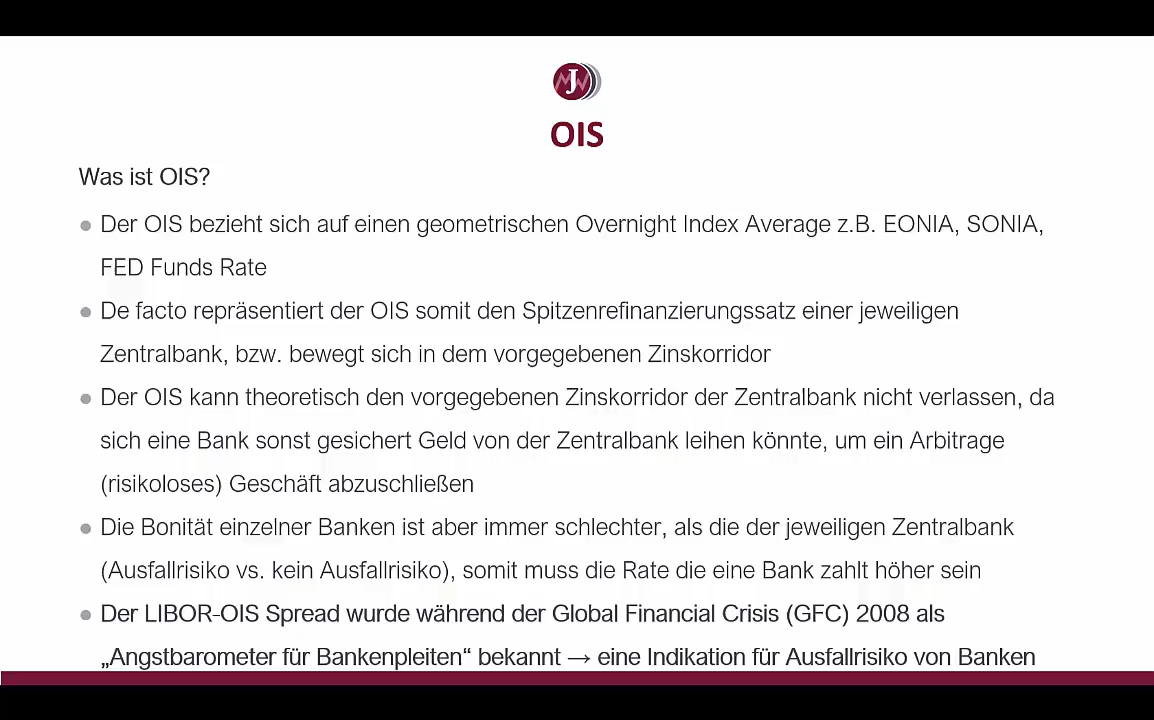 J
OIS
Was ist OIS?
● Der OIS bezieht sich auf einen geometrischen Overnight Index Average z.B. EONIA, SONIA,
FED Funds Rate
● De facto repräsentiert der OIS somit den Spitzenrefinanzierungssatz einer jeweiligen
Zentralbank, bzw. bewegt sich in dem vorgegebenen Zinskorridor
● Der OIS kann theoretisch den vorgegebenen Zinskorridor der Zentralbank nicht verlassen, da
sich eine Bank sonst gesichert Geld von der Zentralbank leihen könnte, um ein Arbitrage
(risikoloses) Geschäft abzuschließen
● Die Bonität einzelner Banken ist aber immer schlechter, als die der jeweiligen Zentralbank
(Ausfallrisiko vs. kein Ausfallrisiko), somit muss die Rate die eine Bank zahlt höher sein
● Der LIBOR-OIS Spread wurde während der Global Financial Crisis (GFC) 2008 als
„Angstbarometer für Bankenpleiten“ bekannt → eine Indikation für Ausfallrisiko von Banken